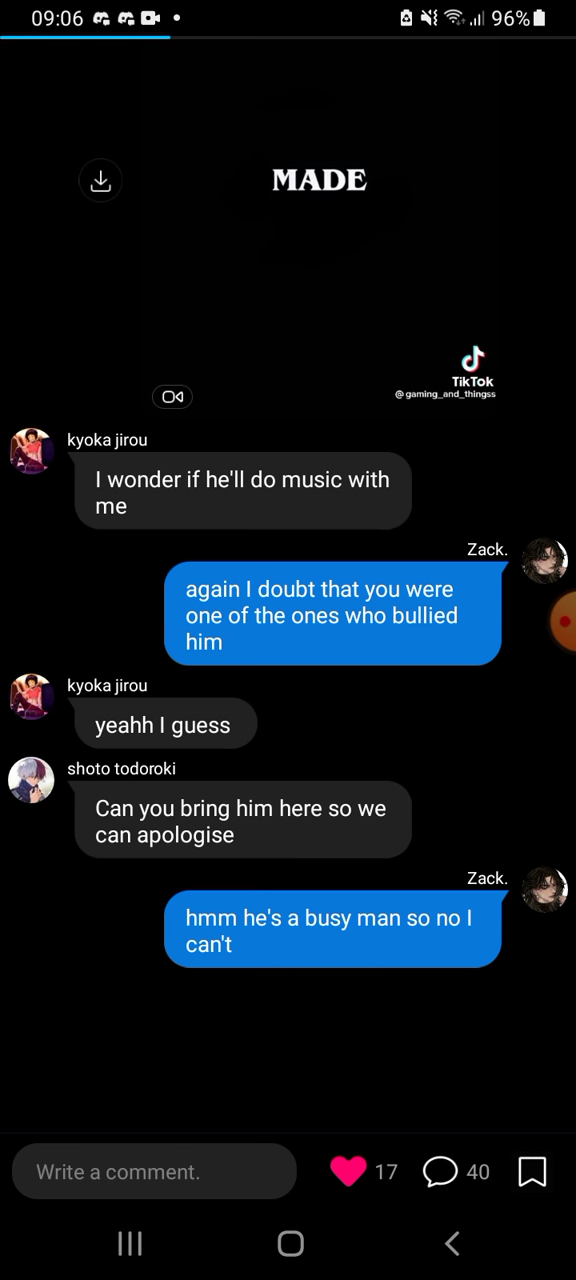 09:06 96%
MADE
TikTok
@gaming_and_thingss
kyoka jirou
I wonder if he'll do music with
me
Zack.
again I doubt that you were
one of the ones who bullied
him
kyoka jirou
yeahh I guess
shoto todoroki
Can you bring him here so we
can apologise
Zack.
hmm he's a busy man so no I
can't
Write a comment. 17 40